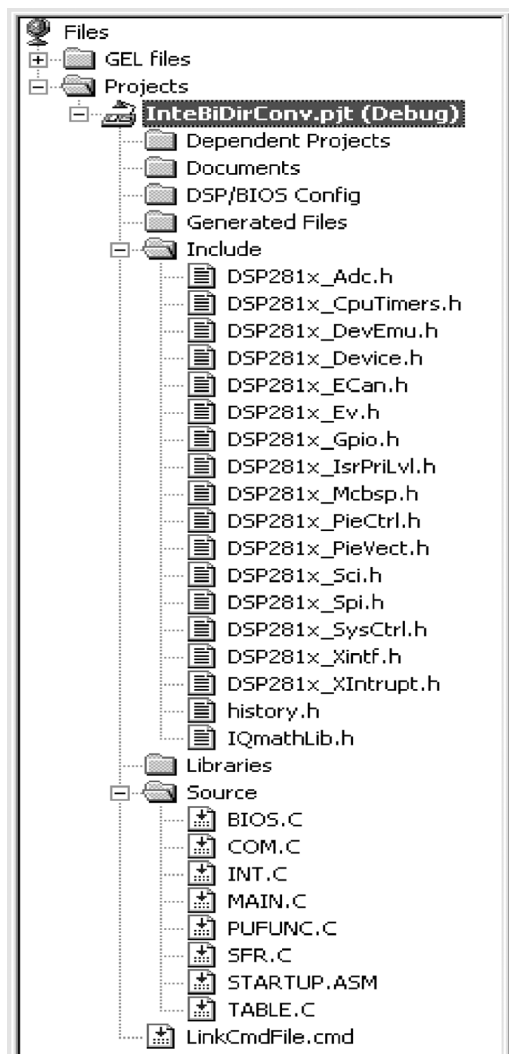 Files
GEL files
Projects
InteBiDirConv.pjt (Debug)
Dependent Projects
Documents
DSP/BIOS Config
Generated Files
Include
DSP281x_Adc.h
DSP281x_CpuTimers.h
DSP281x_DevEmu.h
DSP281x_Device.h
DSP281x_ECan.h
DSP281x_Ev.h
DSP281x_Gpio.h
DSP281x_IsrPriLvl.h
DSP281x_Mcbsp.h
DSP281x_PieCtrl.h
DSP281x_PieVect.h
DSP281x_Sci.h
DSP281x_Spi.h
DSP281x_SysCtrl.h
DSP281x_Xintf.h
DSP281x_XIntrupt.h
history.h
IQmathLib.h
Libraries
Source
BIOS.C
COM.C
INT.C
MAIN.C
PUFUNC.C
SFR.C
STARTUP.ASM
TABLE.C
LinkCmdFile.cmd